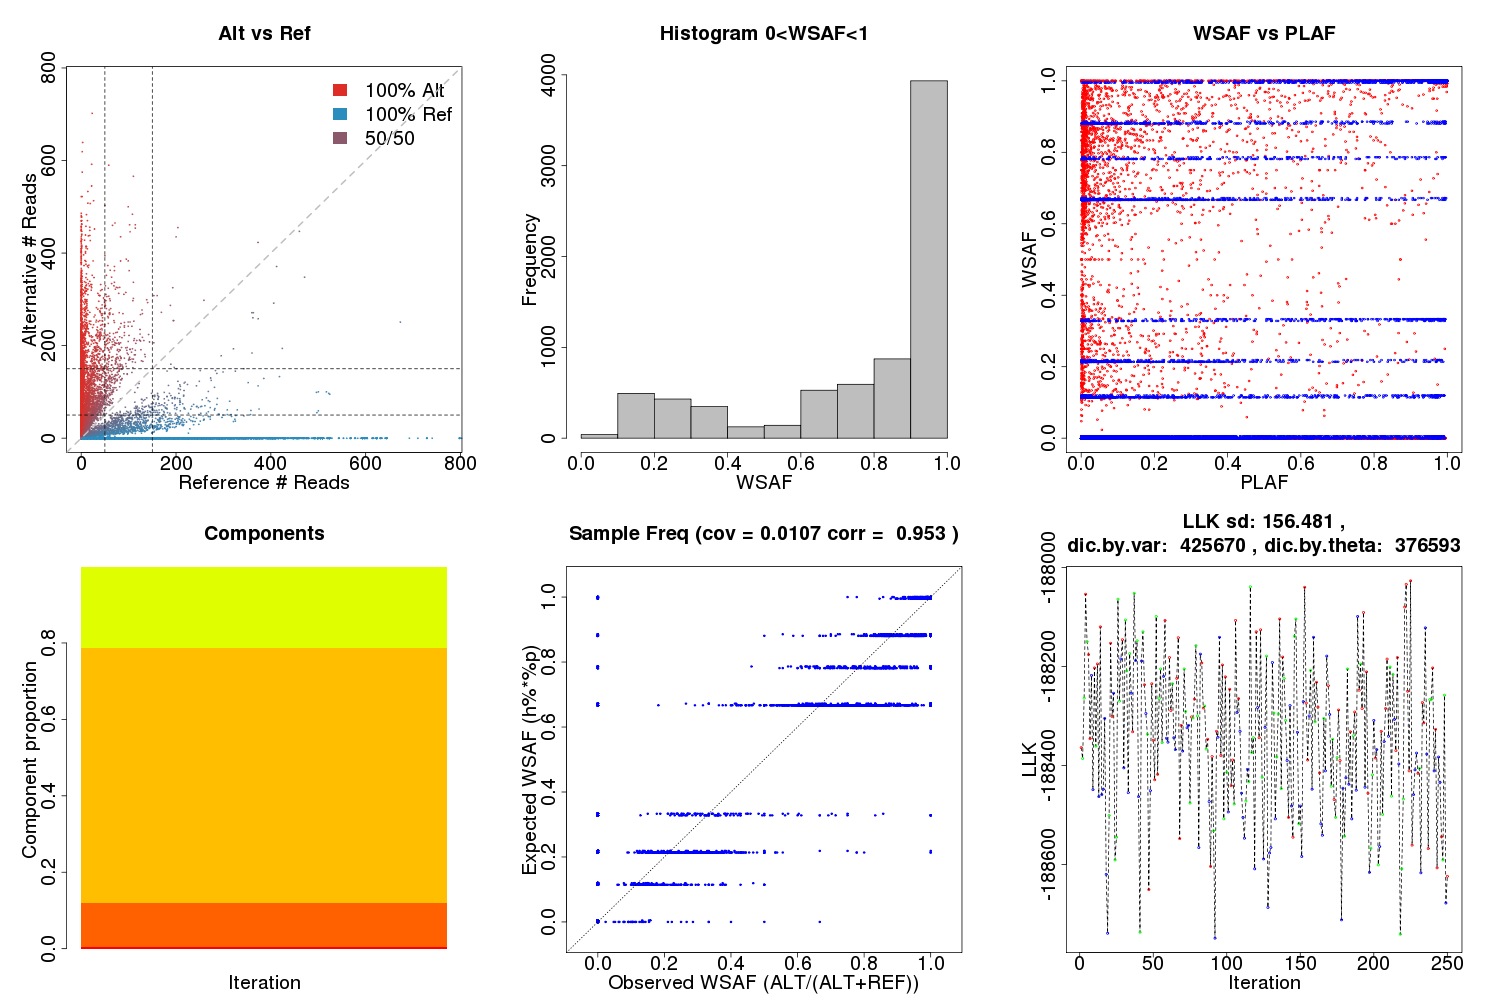 Alt vs Ref
800
600
400
200
0
Alternative # Reads
100% Alt
100% Ref
50/50
0 200 400 600 800
Reference # Reads
Histogram 0<WSAF<1
4000
3000
2000
1000
0
Frequency
0.0 0.2 0.4 0.6 0.8 1.0
WSAF
WSAF vs PLAF
1.0
0.8
0.6
0.4
0.2
0.0
WSAF
0.0 0.2 0.4 0.6 0.8 1.0
PLAF
Components
0.8
0.6
0.4
0.2
0.0
Component proportion
Iteration
Sample Freq (cov = 0.0107 corr =  0.953 )
1.0
0.8
0.6
0.4
0.2
0.0
Expected WSAF (h%*%p)
0.0 0.2 0.4 0.6 0.8 1.0
Observed WSAF (ALT/(ALT+REF))
LLK sd: 156.481 ,
dic.by.var:  425670 , dic.by.theta:  376593
-188000
-188200
-188400
-188600
LLK
0 50 100 150 200 250
Iteration